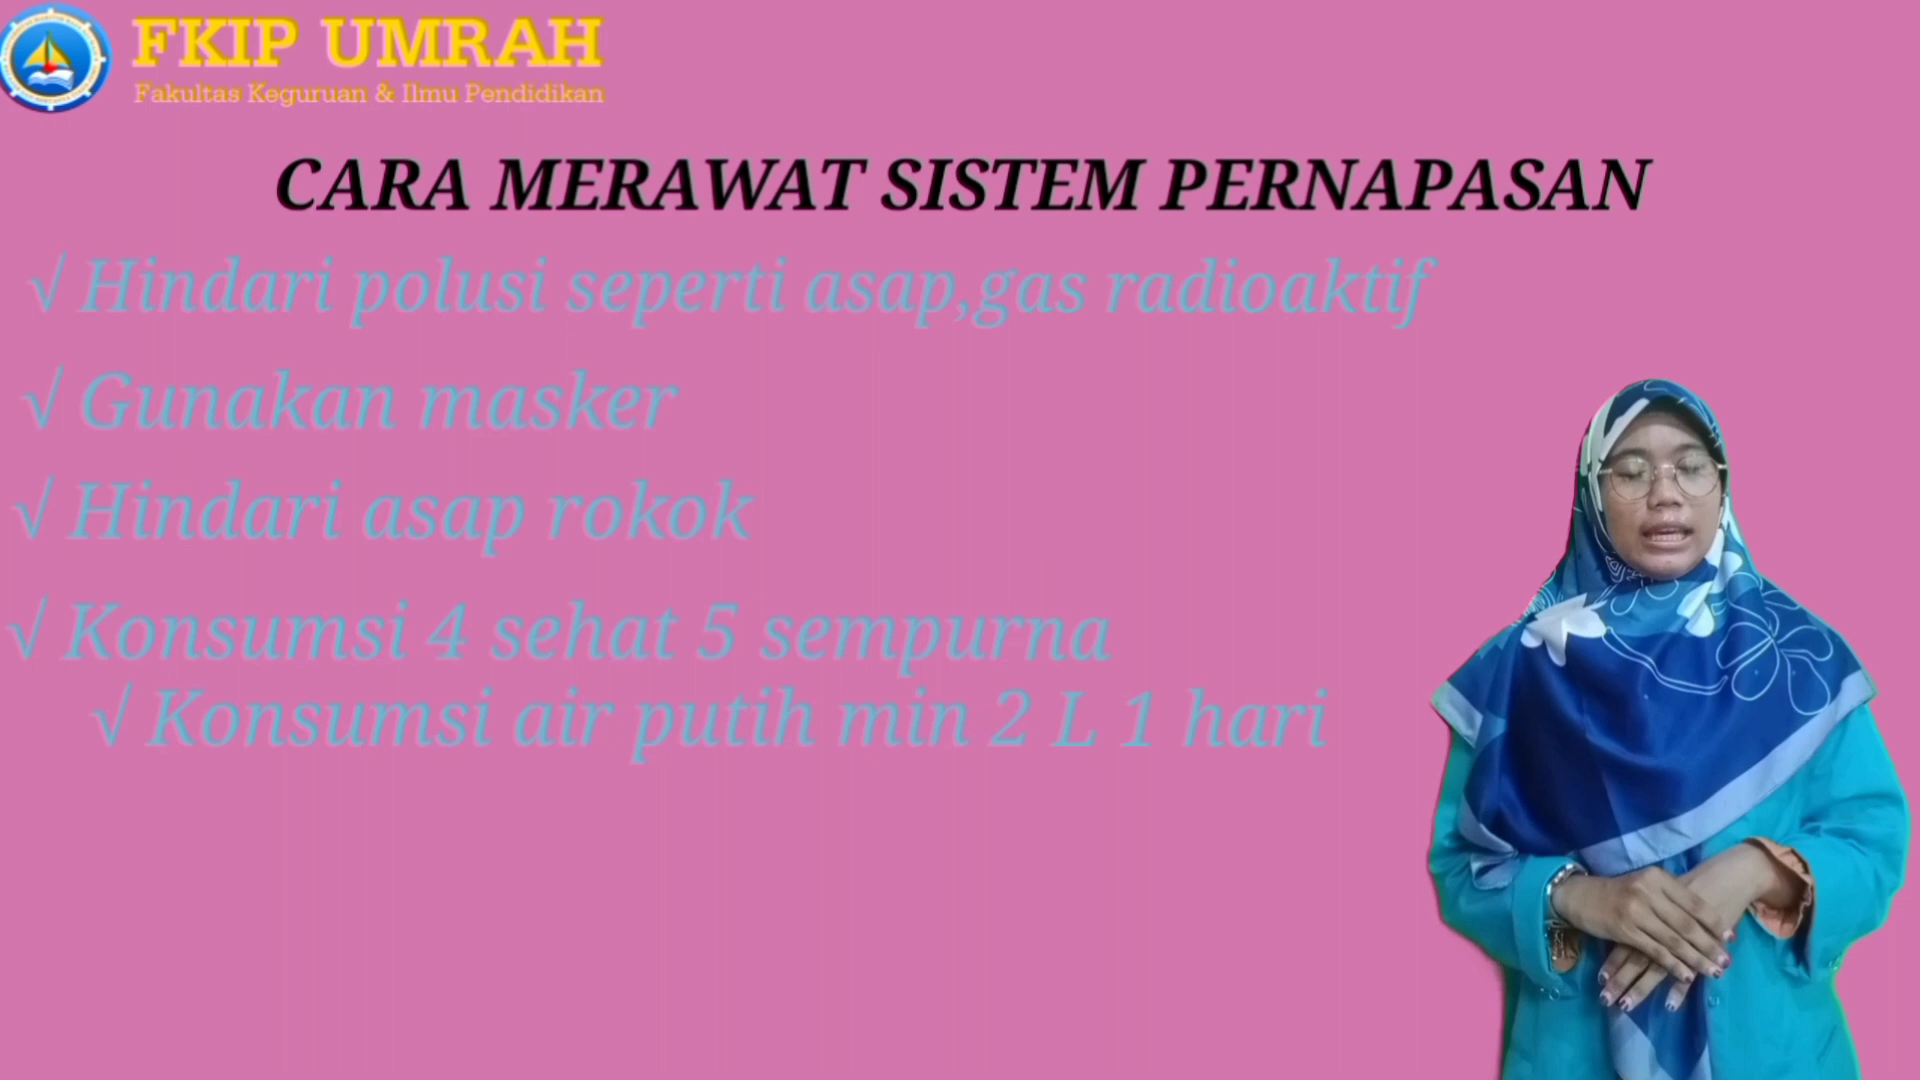 FKIP UMRAH
Fakultas Keguruan & Ilmu Pendidikan
CARA MERAWAT SISTEM PERNAPASAN
√ Hindari polusi seperti asap,gas radioaktif
√ Gunakan masker
√ Hindari asap rokok
√ Konsumsi 4 sehat 5 sempurna
√ Konsumsi air putih min 2 L 1 hari